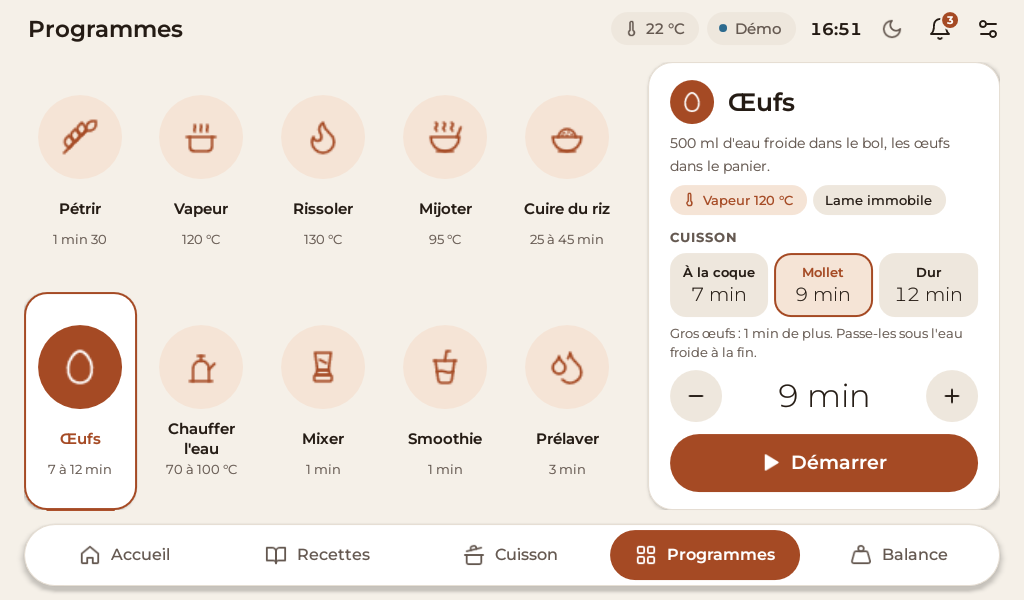 Programmes
22 °C
Démo
16:51
3
Pétrir
1 min 30
Vapeur
120 °C
Rissoler
130 °C
Mijoter
95 °C
Cuire du riz
25 à 45 min
Œufs
7 à 12 min
Chauffer
l'eau
70 à 100 °C
Mixer
1 min
Smoothie
1 min
Prélaver
3 min
Œufs
500 ml d'eau froide dans le bol, les œufs
dans le panier.
Vapeur 120 °C
Lame immobile
CUISSON
À la coque
7 min
Mollet
9 min
Dur
12 min
Gros œufs : 1 min de plus. Passe-les sous l'eau
froide à la fin.
− 9 min +
Démarrer
Accueil
Recettes
Cuisson
Programmes
Balance